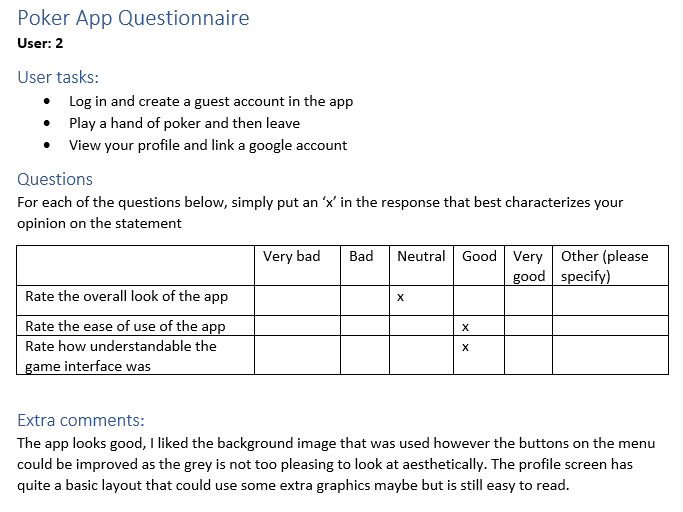 Poker App Questionnaire
User: 2
User tasks:
• Log in and create a guest account in the app
• Play a hand of poker and then leave
• View your profile and link a google account
Questions
For each of the questions below, simply put an ‘x’ in the response that best characterizes your
opinion on the statement
Very bad Bad Neutral Good Very good Other (please specify)
Rate the overall look of the app x
Rate the ease of use of the app x
Rate how understandable the game interface was x
Extra comments:
The app looks good, I liked the background image that was used however the buttons on the menu
could be improved as the grey is not too pleasing to look at aesthetically. The profile screen has
quite a basic layout that could use some extra graphics maybe but is still easy to read.